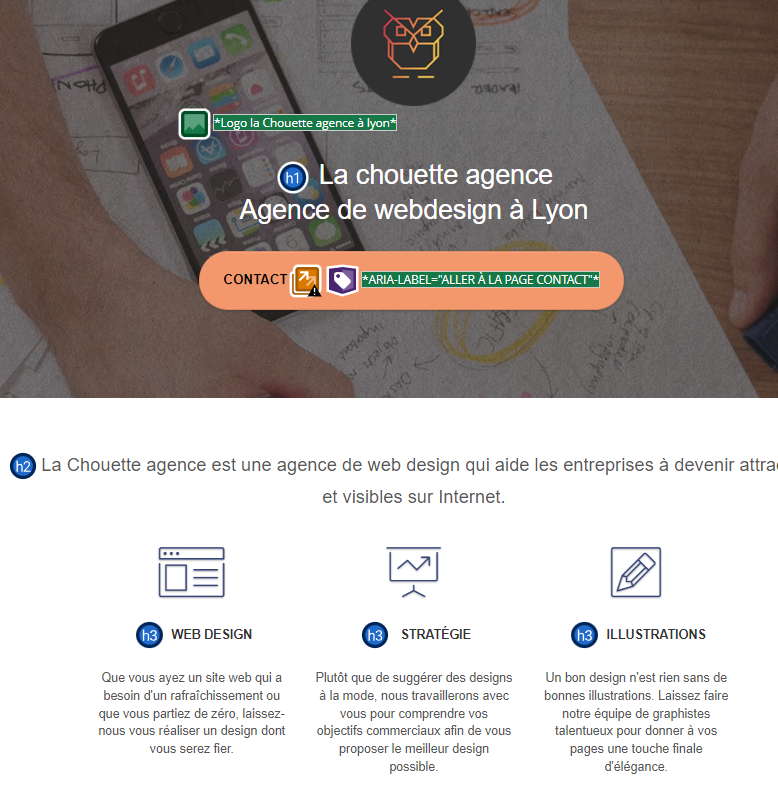 *Logo la Chouette agence à lyon*
h1 La chouette agence
Agence de webdesign à Lyon
CONTACT *ARIA-LABEL="ALLER À LA PAGE CONTACT"*
h2 La Chouette agence est une agence de web design qui aide les entreprises à devenir
et visibles sur Internet.
h3 WEB DESIGN
Que vous ayez un site web qui a
besoin d'un rafraîchissement ou
que vous partiez de zéro, laissez-
nous vous réaliser un design dont
vous serez fier.
h3 STRATÉGIE
Plutôt que de suggérer des designs
à la mode, nous travaillerons avec
vous pour comprendre vos
objectifs commerciaux afin de vous
proposer le meilleur design
possible.
h3 ILLUSTRATIONS
Un bon design n'est rien sans de
bonnes illustrations. Laissez faire
notre équipe de graphistes
talentueux pour donner à vos
pages une touche finale
d'élégance.